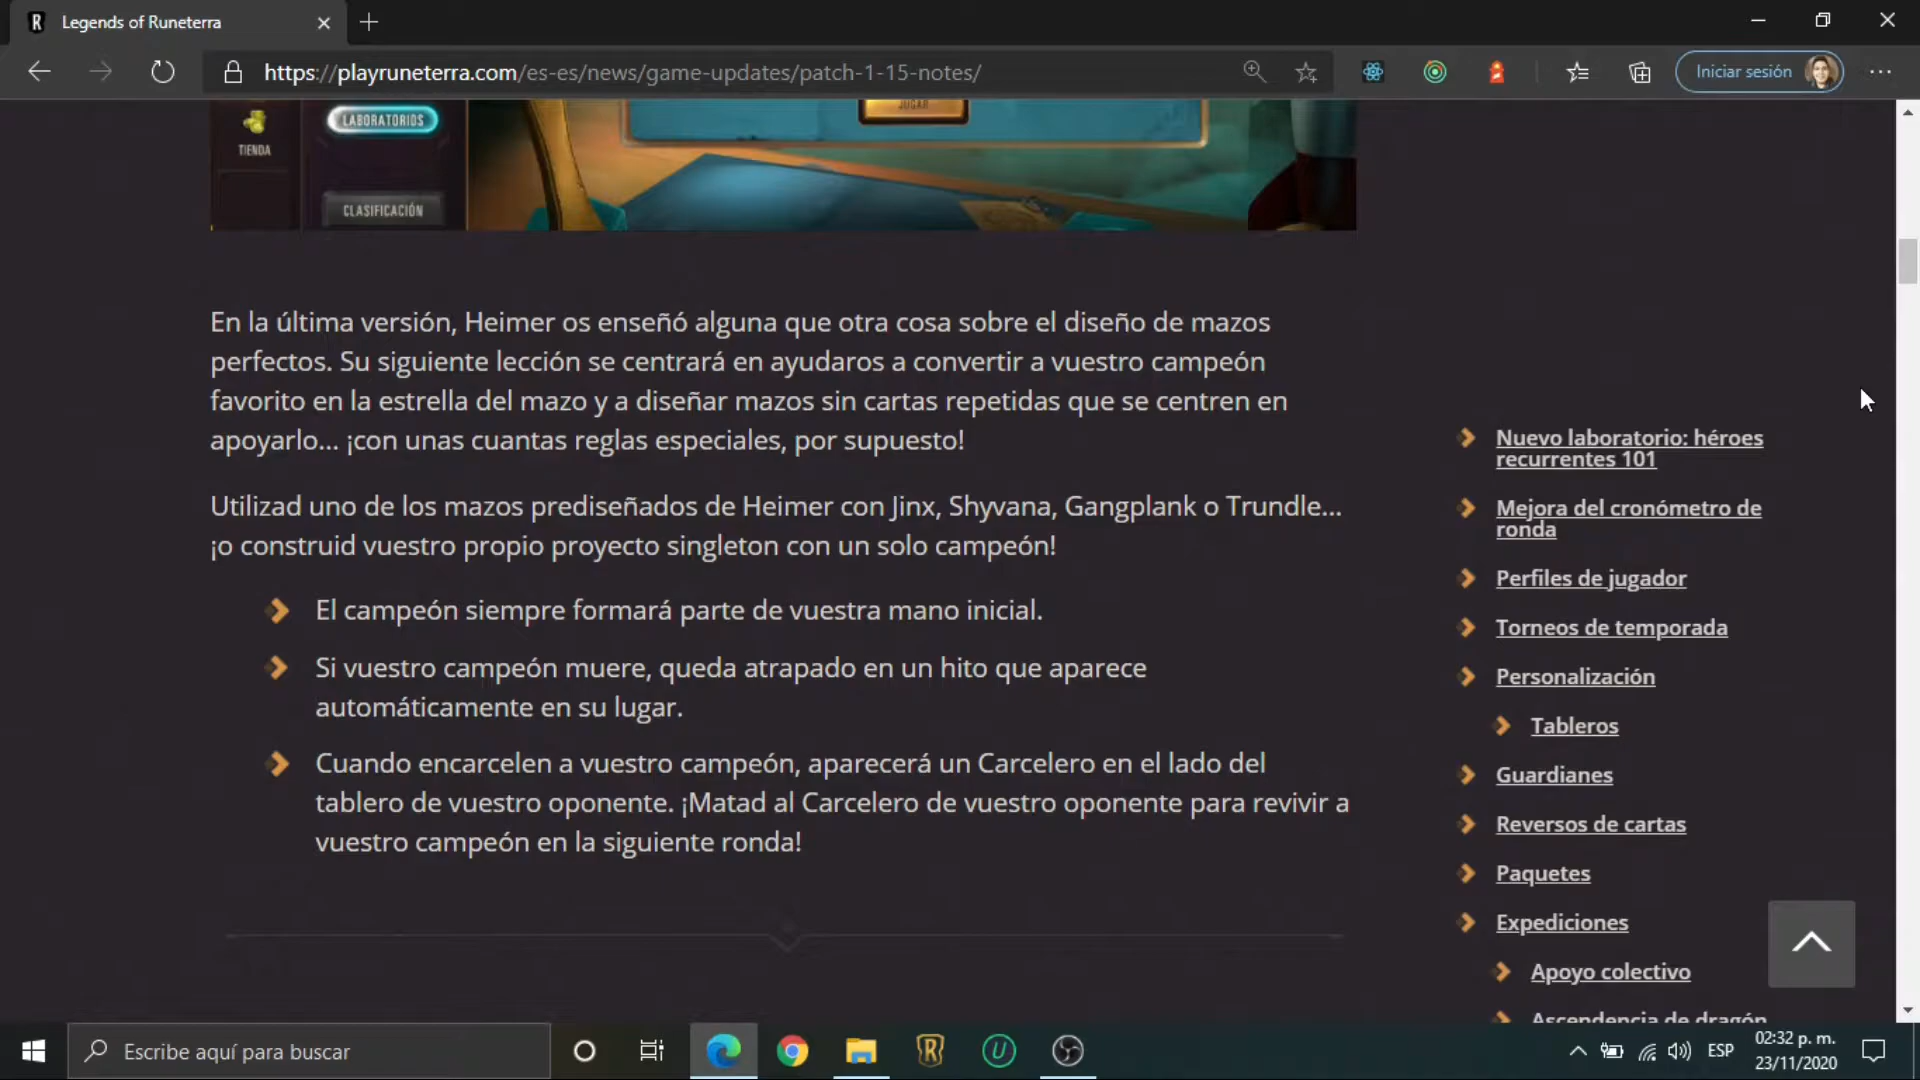 Legends of Runeterra
https://playruneterra.com/es-es/news/game-updates/patch-1-15-notes/
Iniciar sesión
JUGAR
LABORATORIOS
TIENDA
CLASIFICACIÓN
En la última versión, Heimer os enseñó alguna que otra cosa sobre el diseño de mazos
perfectos. Su siguiente lección se centrará en ayudaros a convertir a vuestro campeón
favorito en la estrella del mazo y a diseñar mazos sin cartas repetidas que se centren en
apoyarlo... ¡con unas cuantas reglas especiales, por supuesto!
Utilizad uno de los mazos prediseñados de Heimer con Jinx, Shyvana, Gangplank o Trundle...
¡o construid vuestro propio proyecto singleton con un solo campeón!
El campeón siempre formará parte de vuestra mano inicial.
Si vuestro campeón muere, queda atrapado en un hito que aparece
automáticamente en su lugar.
Cuando encarcelen a vuestro campeón, aparecerá un Carcelero en el lado del
tablero de vuestro oponente. ¡Matad al Carcelero de vuestro oponente para revivir a
vuestro campeón en la siguiente ronda!
Nuevo laboratorio: héroes
recurrentes 101
Mejora del cronómetro de
ronda
Perfiles de jugador
Torneos de temporada
Personalización
Tableros
Guardianes
Reversos de cartas
Paquetes
Expediciones
Apoyo colectivo
Ascendencia de dragón
Escribe aquí para buscar
ESP
02:32 p. m.
23/11/2020